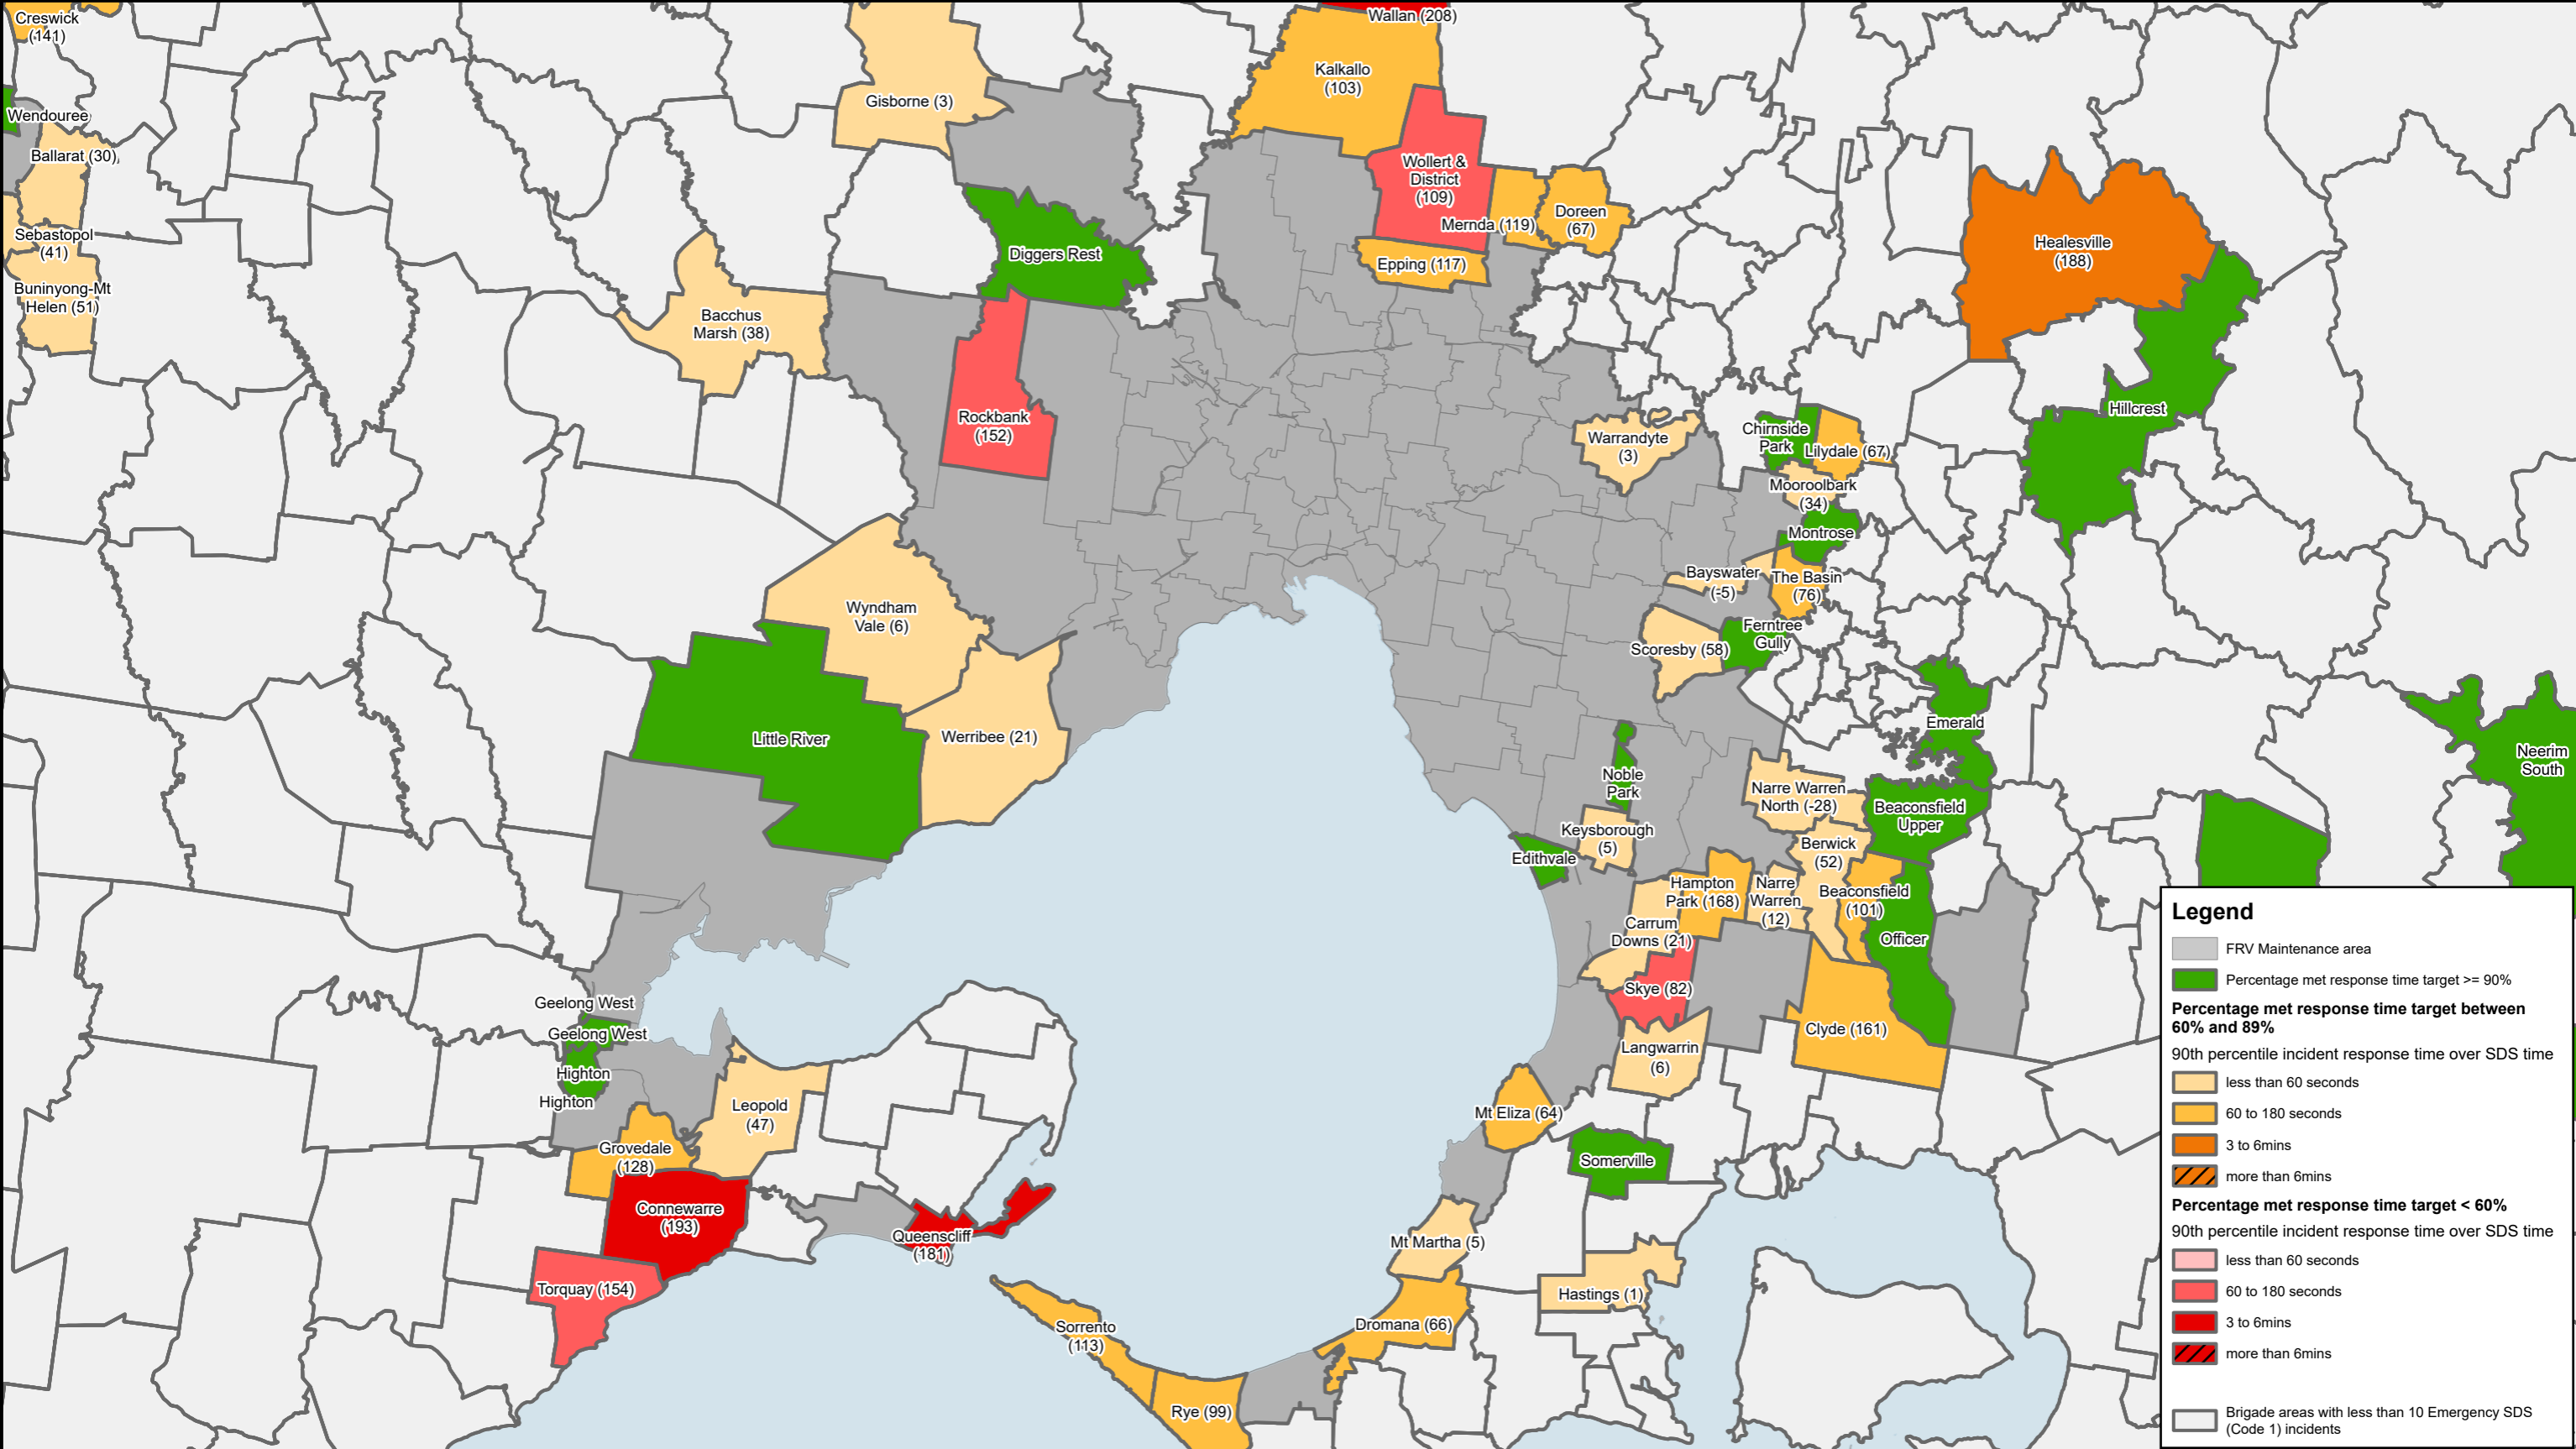 Creswick
(141)
Wallan (208)
Kalkallo
(103)
Gisborne (3)
Wendouree
Ballarat (30)
Wollert &
District
(109)
Mernda (119)
Doreen
(67)
Sebastopol
(41)
Diggers Rest
Epping (117)
Healesville
(188)
Buninyong-Mt
Helen (51)
Bacchus
Marsh (38)
Rockbank
(152)
Warrandyte
(3)
Chirnside
Park
Lilydale (67)
Hillcrest
Mooroolbark
(34)
Montrose
Bayswater
(-5)
The Basin
(76)
Wyndham
Vale (6)
Ferntree
Gully
Scoresby (58)
Little River
Werribee (21)
Emerald
Neerim
South
Noble
Park
Narre Warren
North (-28)
Beaconsfield
Upper
Keysborough
(5)
Edithvale
Berwick
(52)
Hampton
Park (168)
Narre
Warren
(12)
Beaconsfield
(101)
Carrum
Downs (21)
Officer
Skye (82)
Geelong West
Geelong West
Clyde (161)
Langwarrin
(6)
Highton
Highton
Leopold
(47)
Mt Eliza (64)
Grovedale
(128)
Somerville
Connewarre
(193)
Queenscliff
(181)
Mt Martha (5)
Torquay (154)
Hastings (1)
Sorrento
(113)
Dromana (66)
Rye (99)
Legend
FRV Maintenance area
Percentage met response time target >= 90%
Percentage met response time target between
60% and 89%
90th percentile incident response time over SDS time
less than 60 seconds
60 to 180 seconds
3 to 6mins
more than 6mins
Percentage met response time target < 60%
90th percentile incident response time over SDS time
less than 60 seconds
60 to 180 seconds
3 to 6mins
more than 6mins
Brigade areas with less than 10 Emergency SDS
(Code 1) incidents